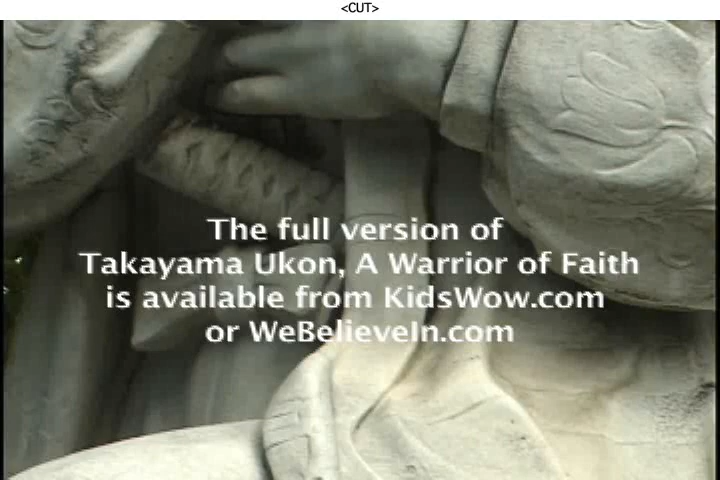 <CUT>
The full version of
Takayama Ukon, A Warrior of Faith
is available from KidsWow.com
or WeBelieveIn.com